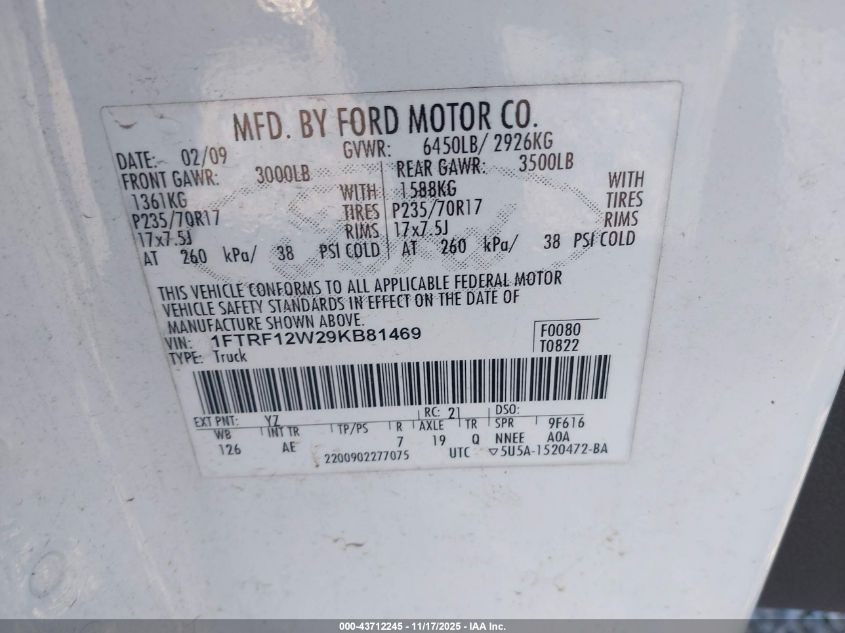 MFD. BY FORD MOTOR CO.
DATE: 02/09 GVWR: 6450LB/ 2926KG
FRONT GAWR: 3000LB REAR GAWR: 3500LB
1361KG WITH 1588KG WITH
P235/70R17 TIRES P235/70R17 TIRES
17x7.5J RIMS 17x7.5J RIMS
AT 260 kPa/ 38 PSI COLD AT 260 kPa/ 38 PSI COLD
THIS VEHICLE CONFORMS TO ALL APPLICABLE FEDERAL MOTOR
VEHICLE SAFETY STANDARDS IN EFFECT ON THE DATE OF
MANUFACTURE SHOWN ABOVE.
VIN: 1FTRF12W29KB81469 F0080
TYPE: Truck T0822
EXT PNT: YZ RC: 21 DSO:
WB INT TR TP/PS R AXLE TR SPR 9F616
126 AE 7 19 Q NNEE A0A
2200902277075 UTC ▽5U5A-1520472-BA
000-43712245 - 11/17/2025 - IAA Inc.